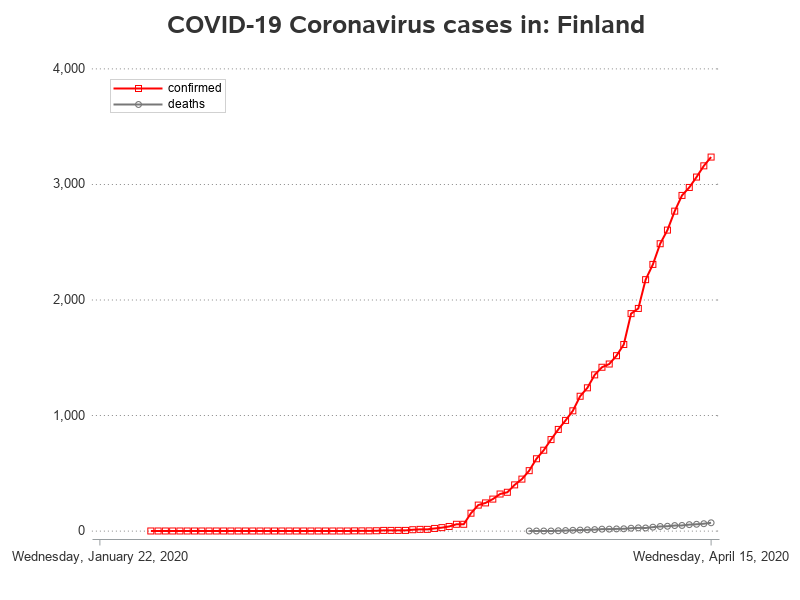 COVID-19 Coronavirus cases in: Finland
4,000
confirmed
deaths
3,000
2,000
1,000
0
Wednesday, January 22, 2020 Wednesday, April 15, 2020